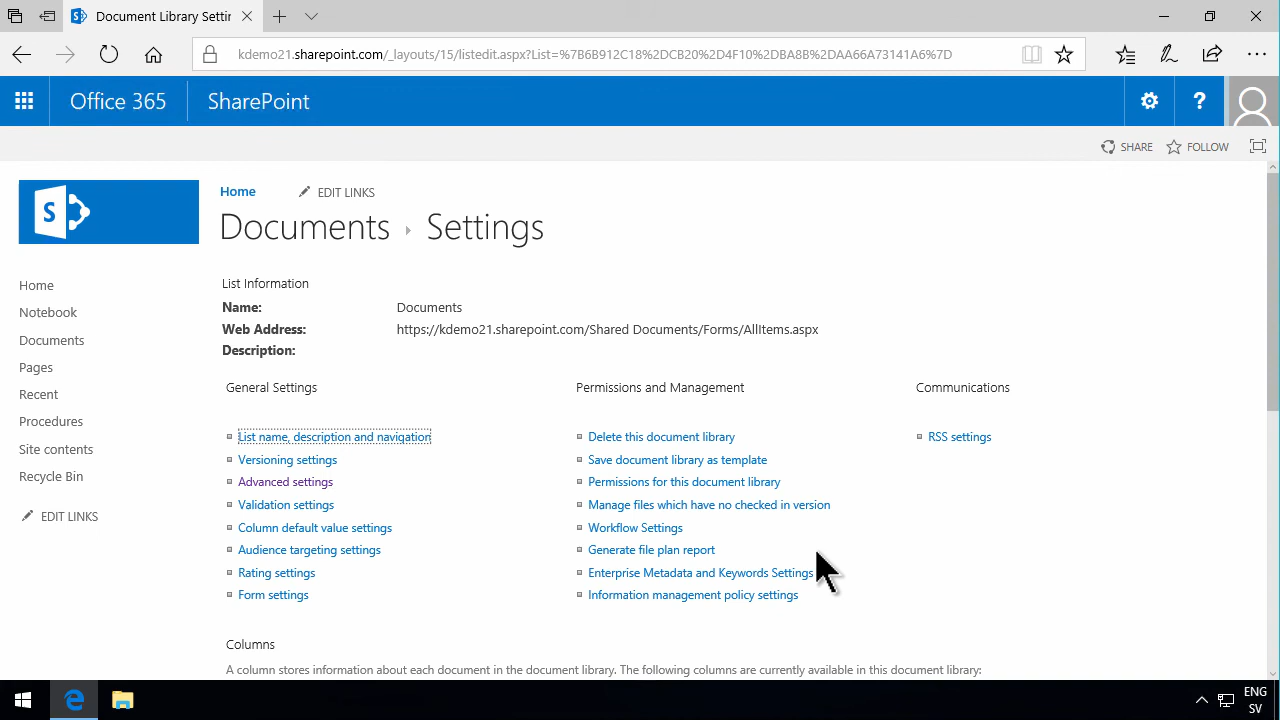 Document Library Settir
kdemo21.sharepoint.com/_layouts/15/listedit.aspx?List=%7B6B912C18%2DCB20%2D4F10%2DBA8B%2DAA66A73141A6%7D
Office 365
SharePoint
?
SHARE
FOLLOW
Home
EDIT LINKS
Documents
Settings
S
Home
Notebook
Documents
Pages
Recent
Procedures
Site contents
Recycle Bin
EDIT LINKS
List Information
Name: Documents
Web Address: https://kdemo21.sharepoint.com/Shared Documents/Forms/AllItems.aspx
Description:
General Settings
List name, description and navigation
Versioning settings
Advanced settings
Validation settings
Column default value settings
Audience targeting settings
Rating settings
Form settings
Permissions and Management
Delete this document library
Save document library as template
Permissions for this document library
Manage files which have no checked in version
Workflow Settings
Generate file plan report
Enterprise Metadata and Keywords Settings
Information management policy settings
Communications
RSS settings
Columns
A column stores information about each document in the document library. The following columns are currently available in this document library:
ENG
SV